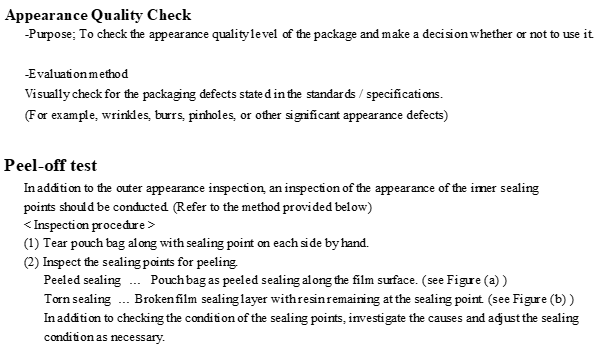 Appearance Quality Check
-Purpose; To check the appearance quality level of the package and make a decision whether or not to use it.
-Evaluation method
Visually check for the packaging defects stated in the standards / specifications.
(For example, wrinkles, burrs, pinholes, or other significant appearance defects)
Peel-off test
In addition to the outer appearance inspection, an inspection of the appearance of the inner sealing
points should be conducted. (Refer to the method provided below)
< Inspection procedure >
(1) Tear pouch bag along with sealing point on each side by hand.
(2) Inspect the sealing points for peeling.
Peeled sealing … Pouch bag as peeled sealing along the film surface. (see Figure (a) )
Torn sealing … Broken film sealing layer with resin remaining at the sealing point. (see Figure (b) )
In addition to checking the condition of the sealing points, investigate the causes and adjust the sealing
condition as necessary.